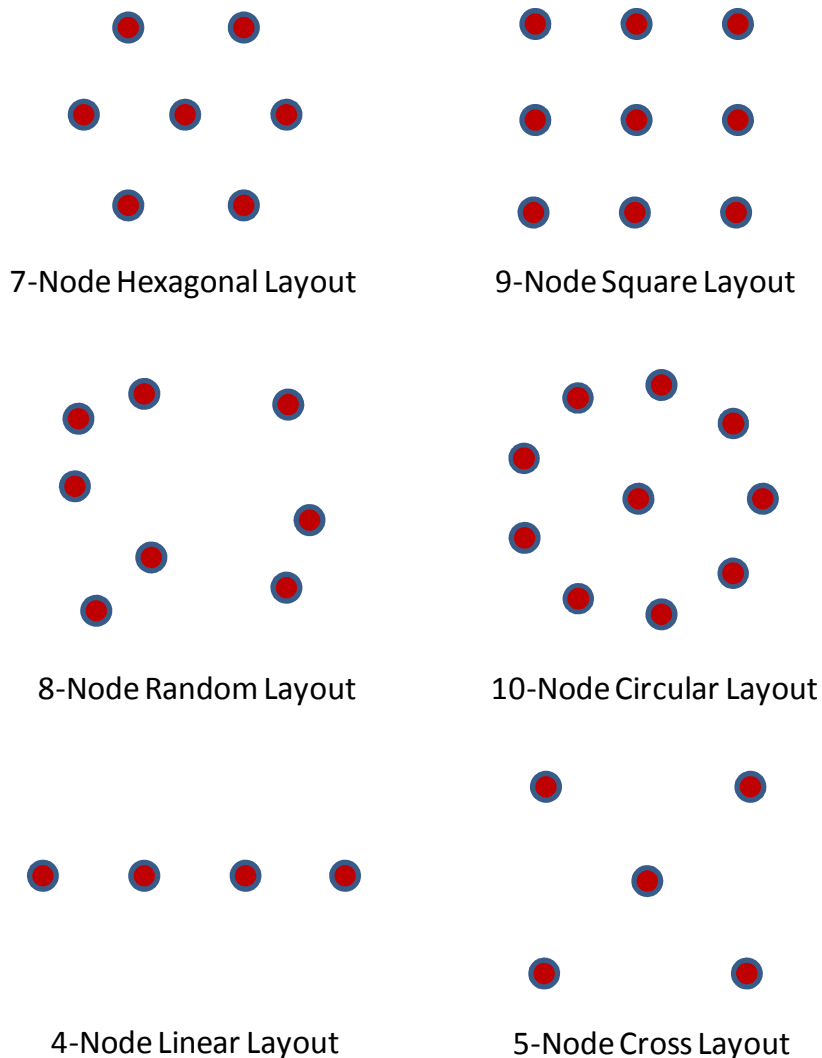 7-Node Hexagonal Layout
9-Node Square Layout
8-Node Random Layout
10-Node Circular Layout
4-Node Linear Layout
5-Node Cross Layout